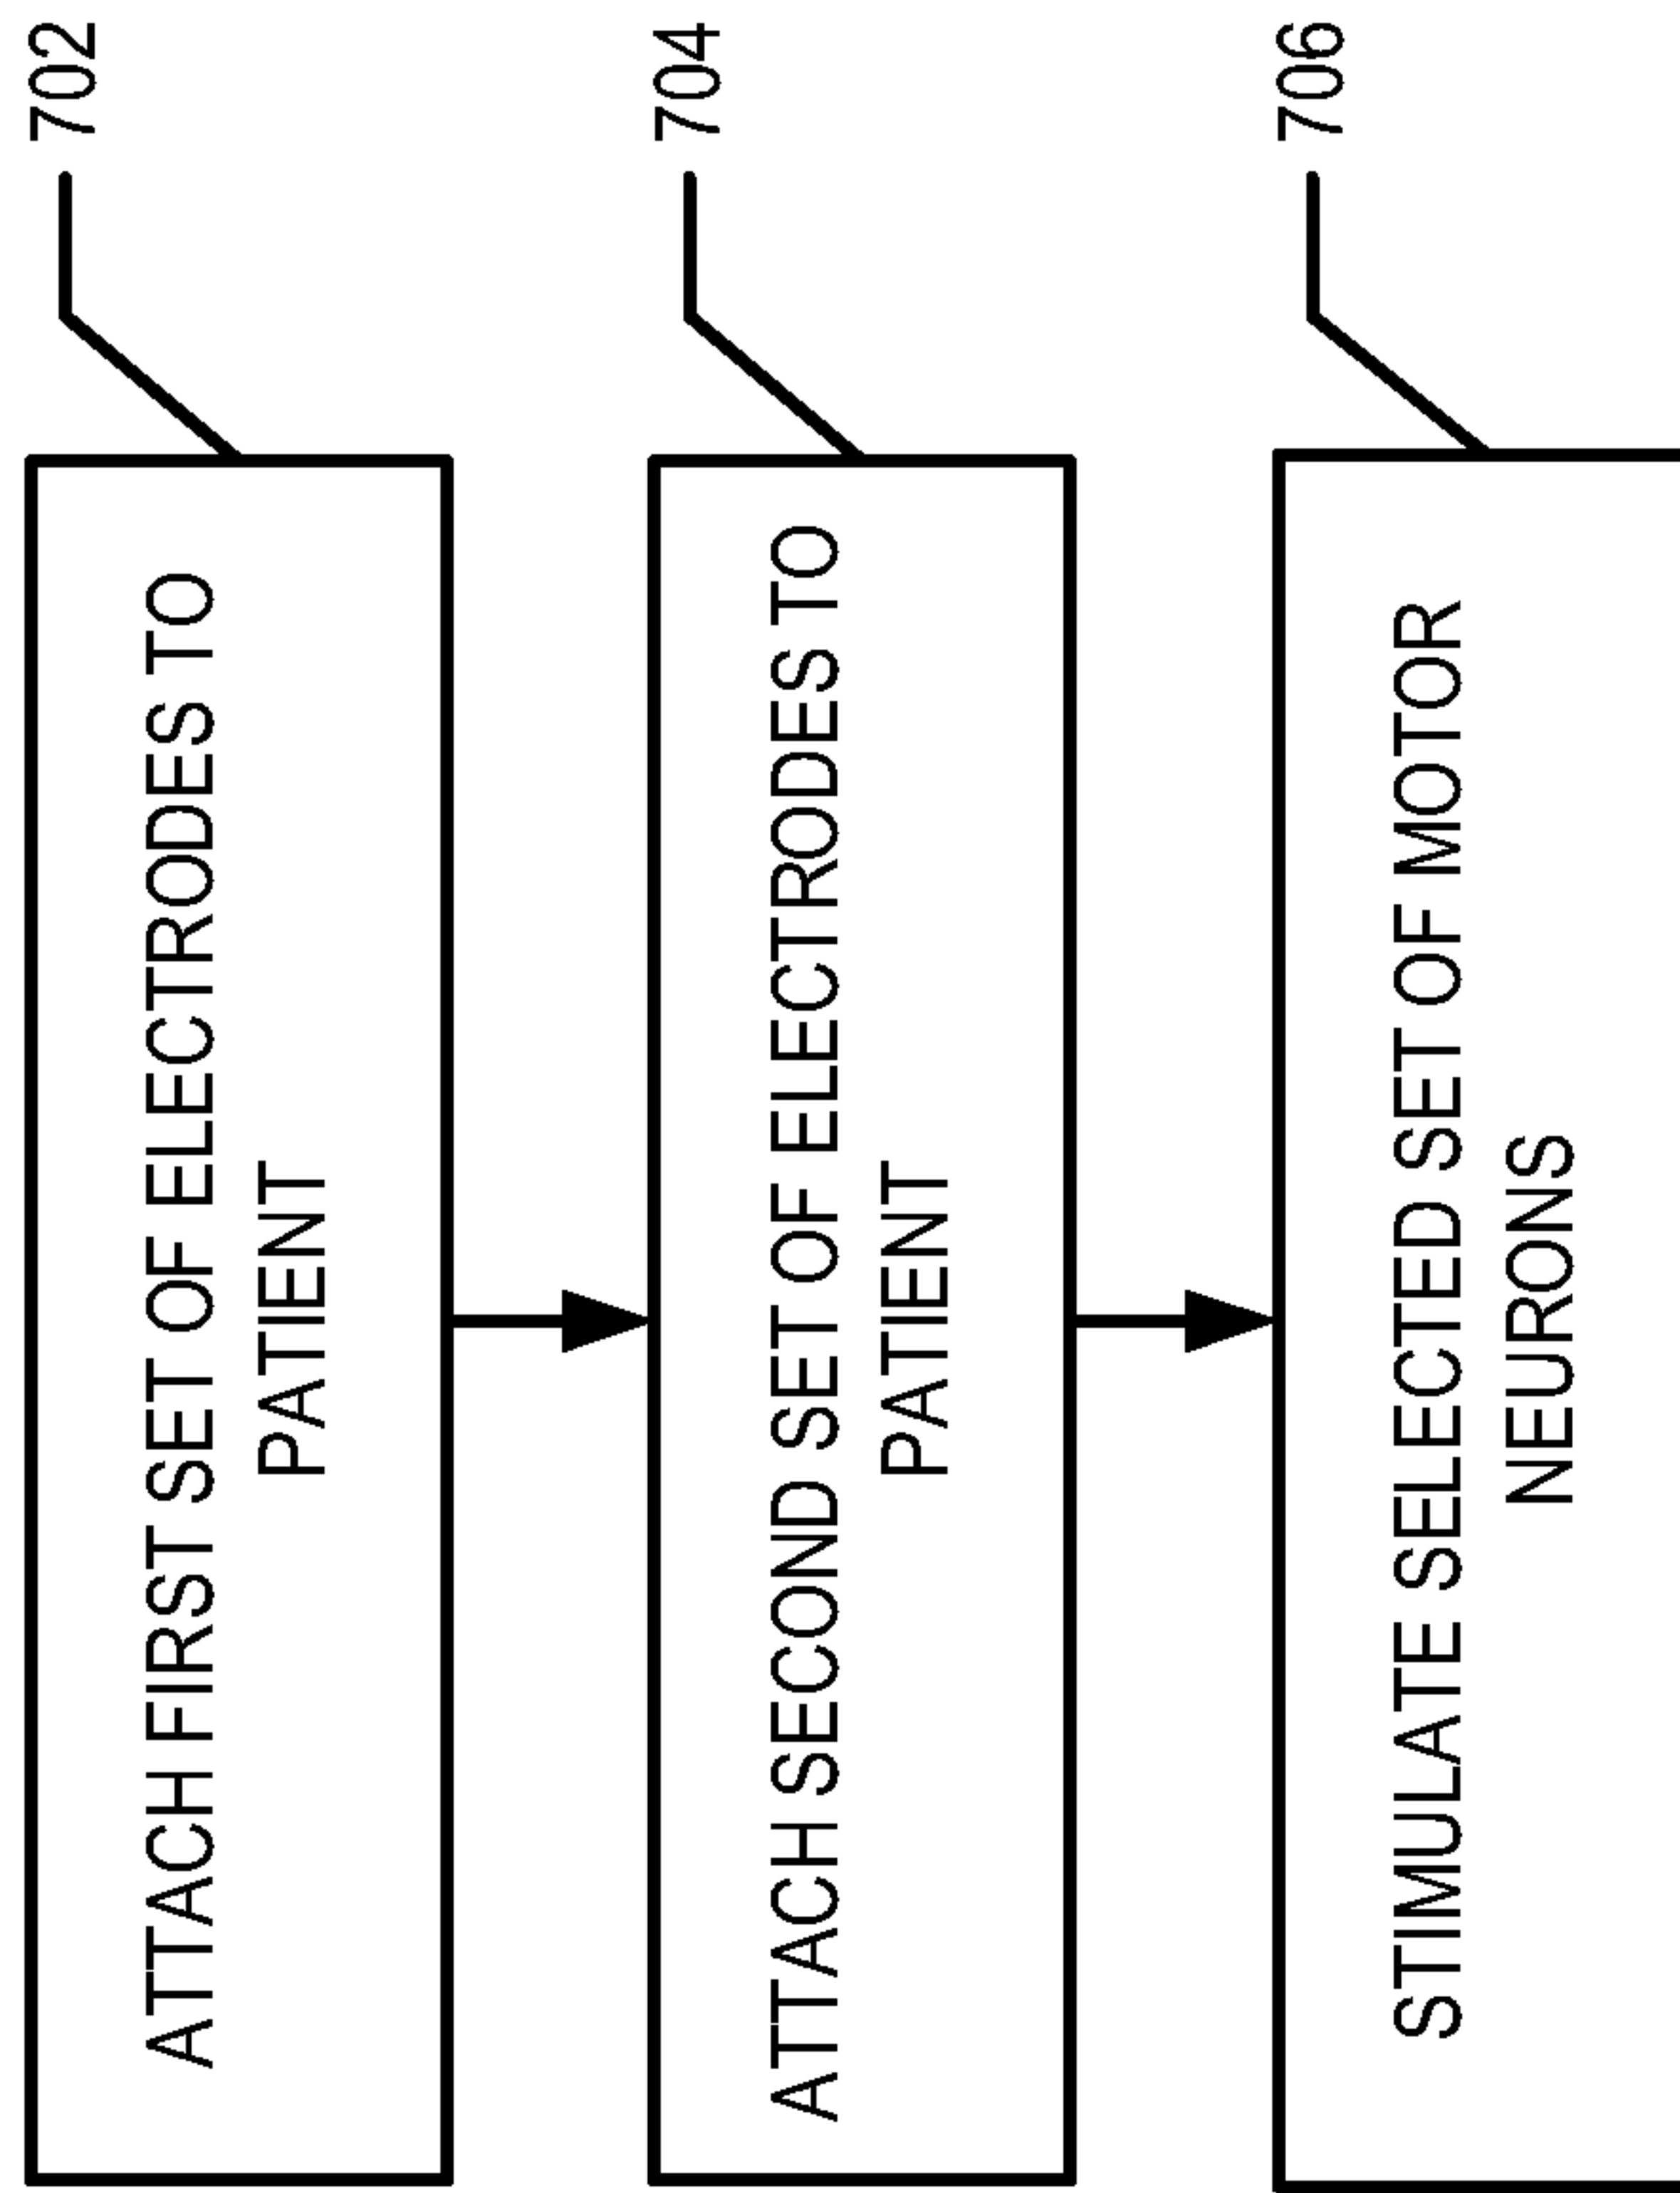 702
ATTACH FIRST SET OF ELECTRODES TO
PATIENT
704
ATTACH SECOND SET OF ELECTRODES TO
PATIENT
706
STIMULATE SELECTED SET OF MOTOR
NEURONS